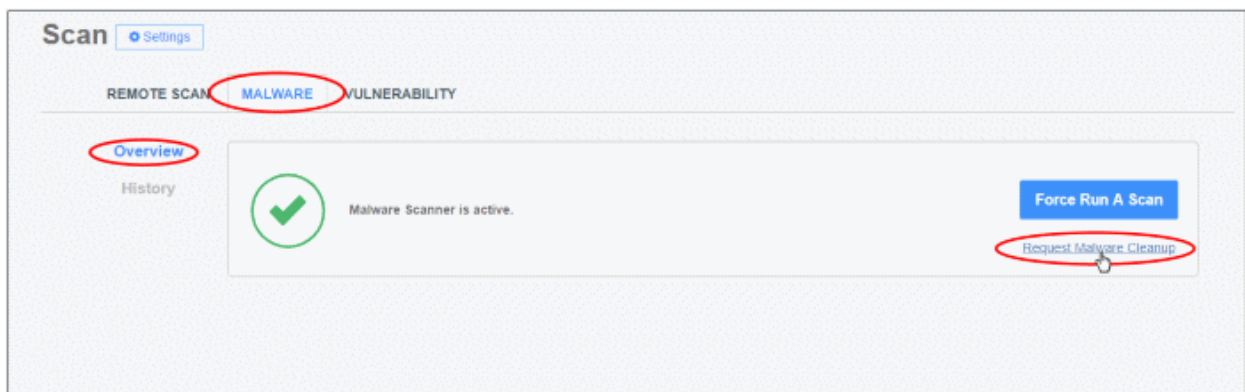 Scan Settings
REMOTE SCAN MALWARE VULNERABILITY
Overview
History
Malware Scanner is active.
Force Run A Scan
Request Malware Cleanup